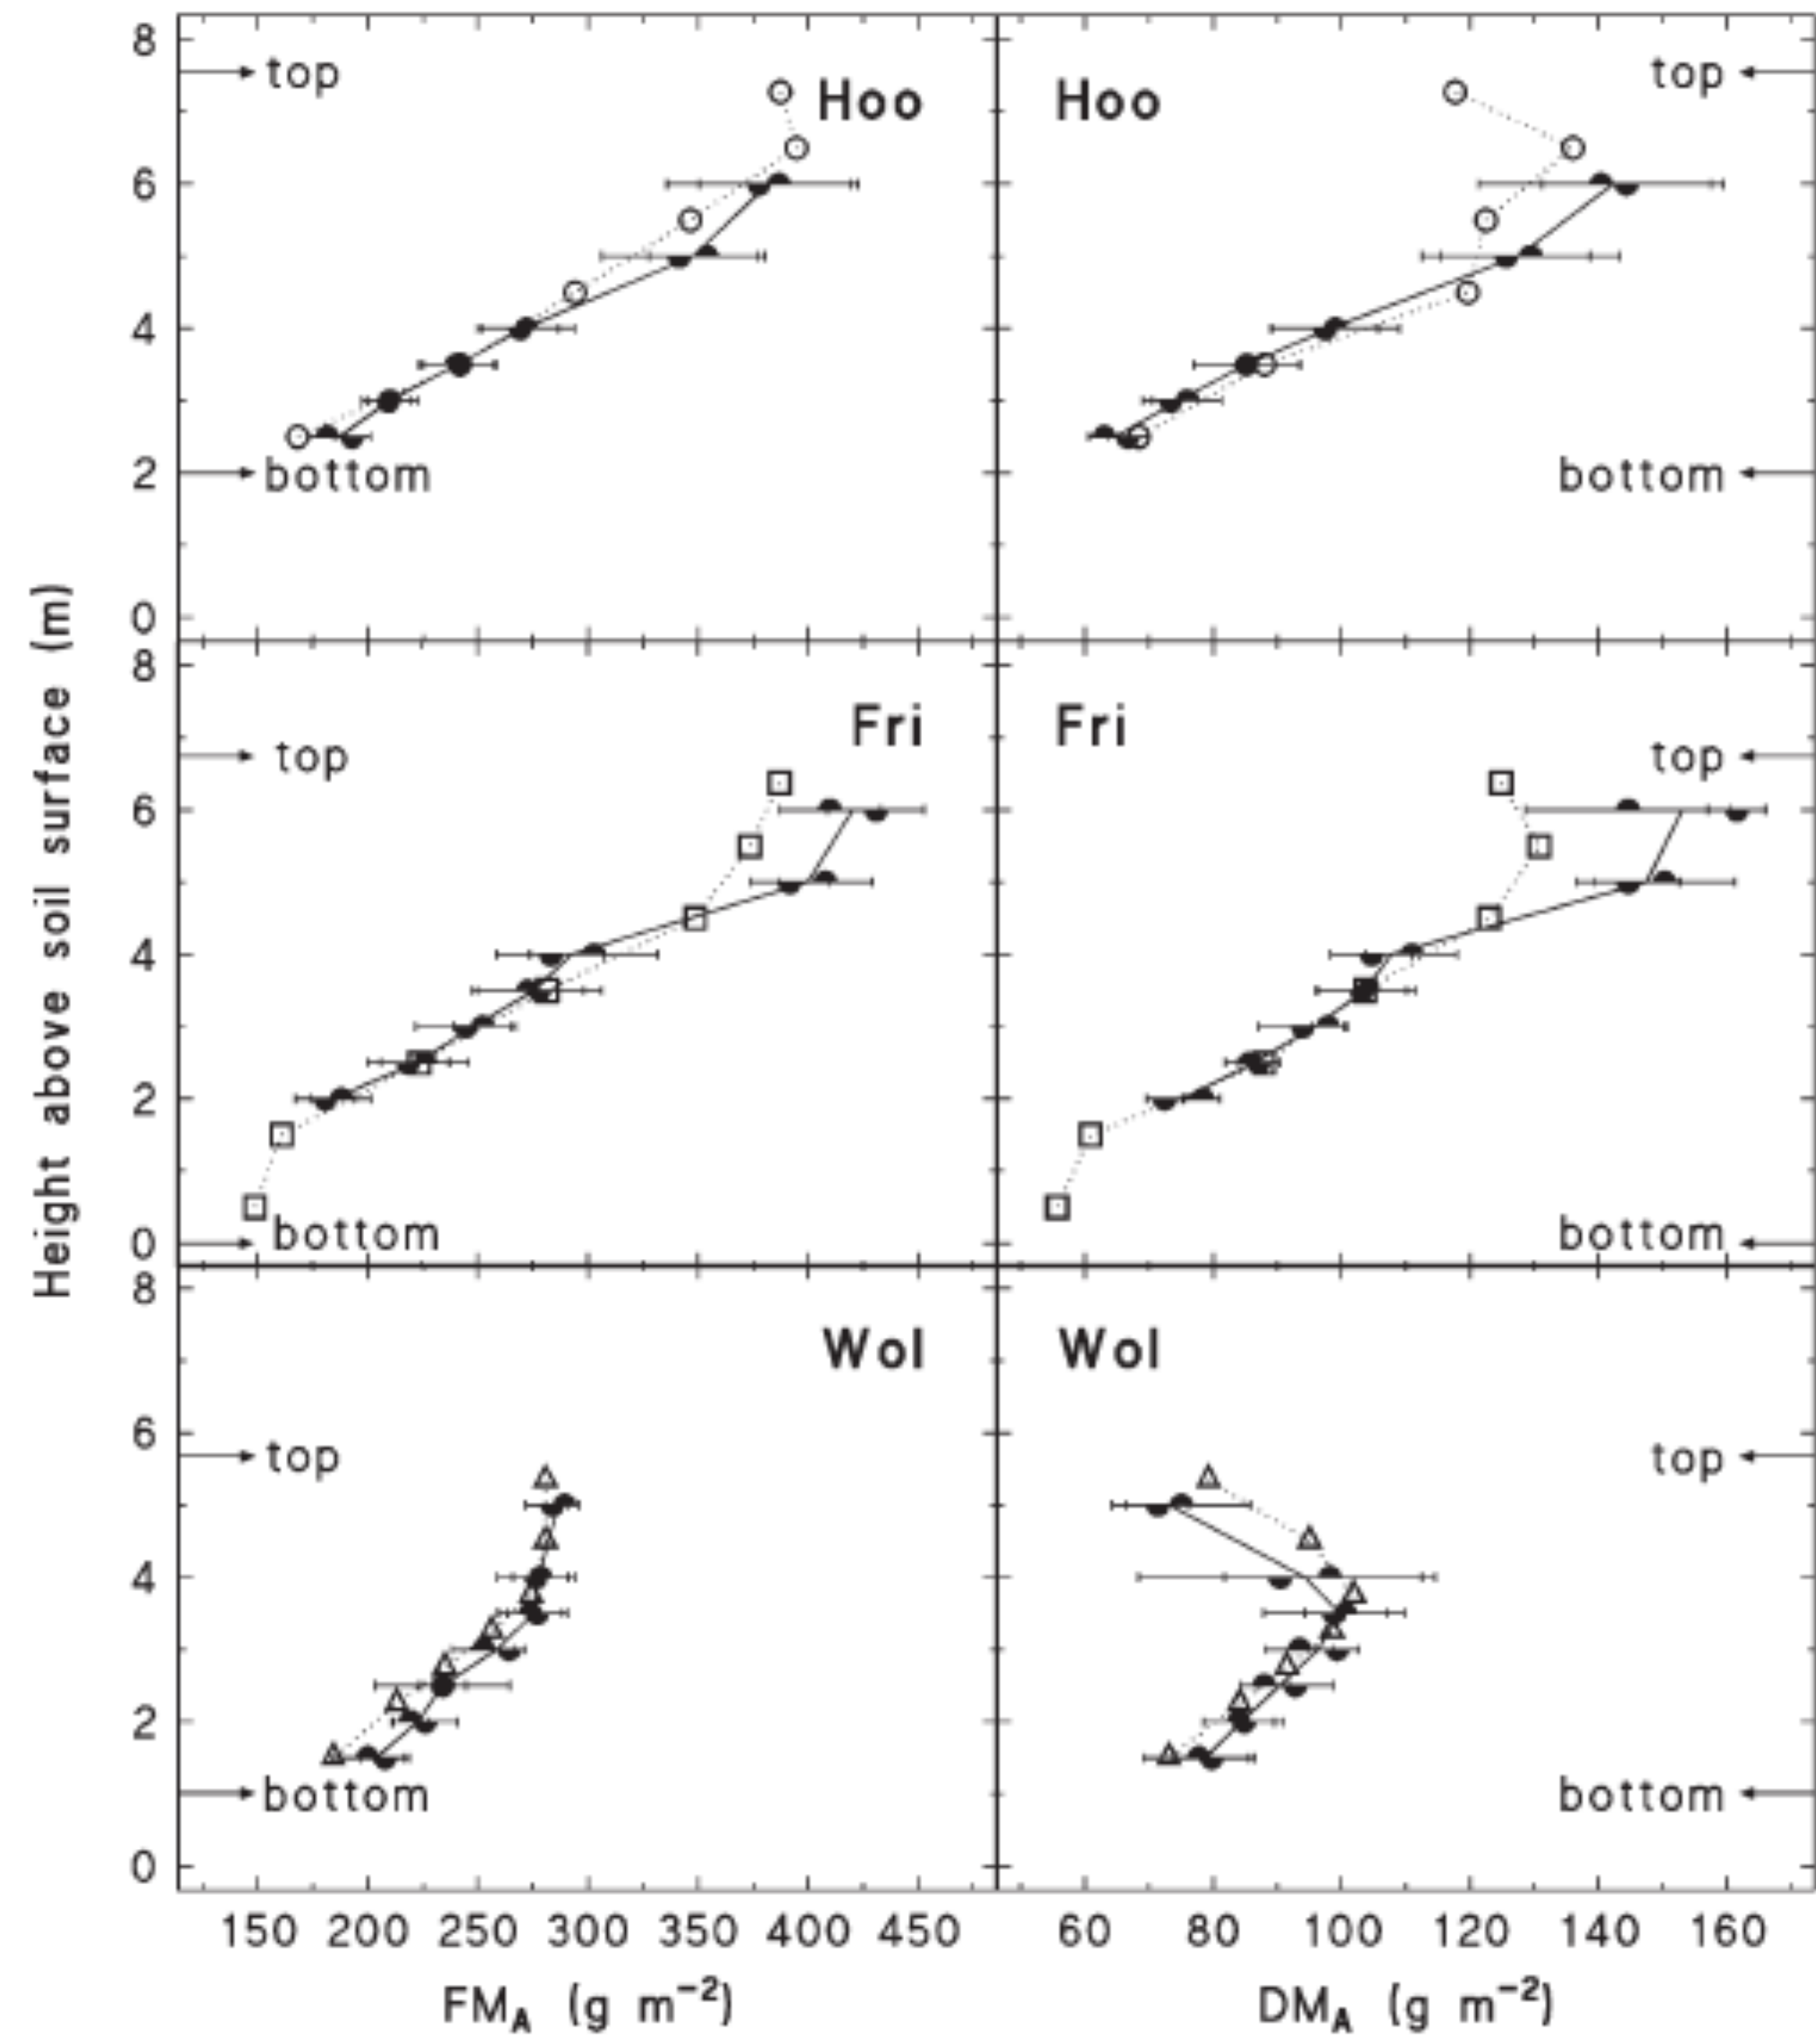 8
top
Hoo
Hoo
top
6
4
2
bottom
bottom
0
8
Fri
Fri
top
top
6
4
2
0
bottom
bottom
8
Wol
Wol
6
top
top
4
2
bottom
bottom
0
Height above soil surface (m)
150 200 250 300 350 400 450
60 80 100 120 140 160
FM_A (g m⁻²)
DM_A (g m⁻²)